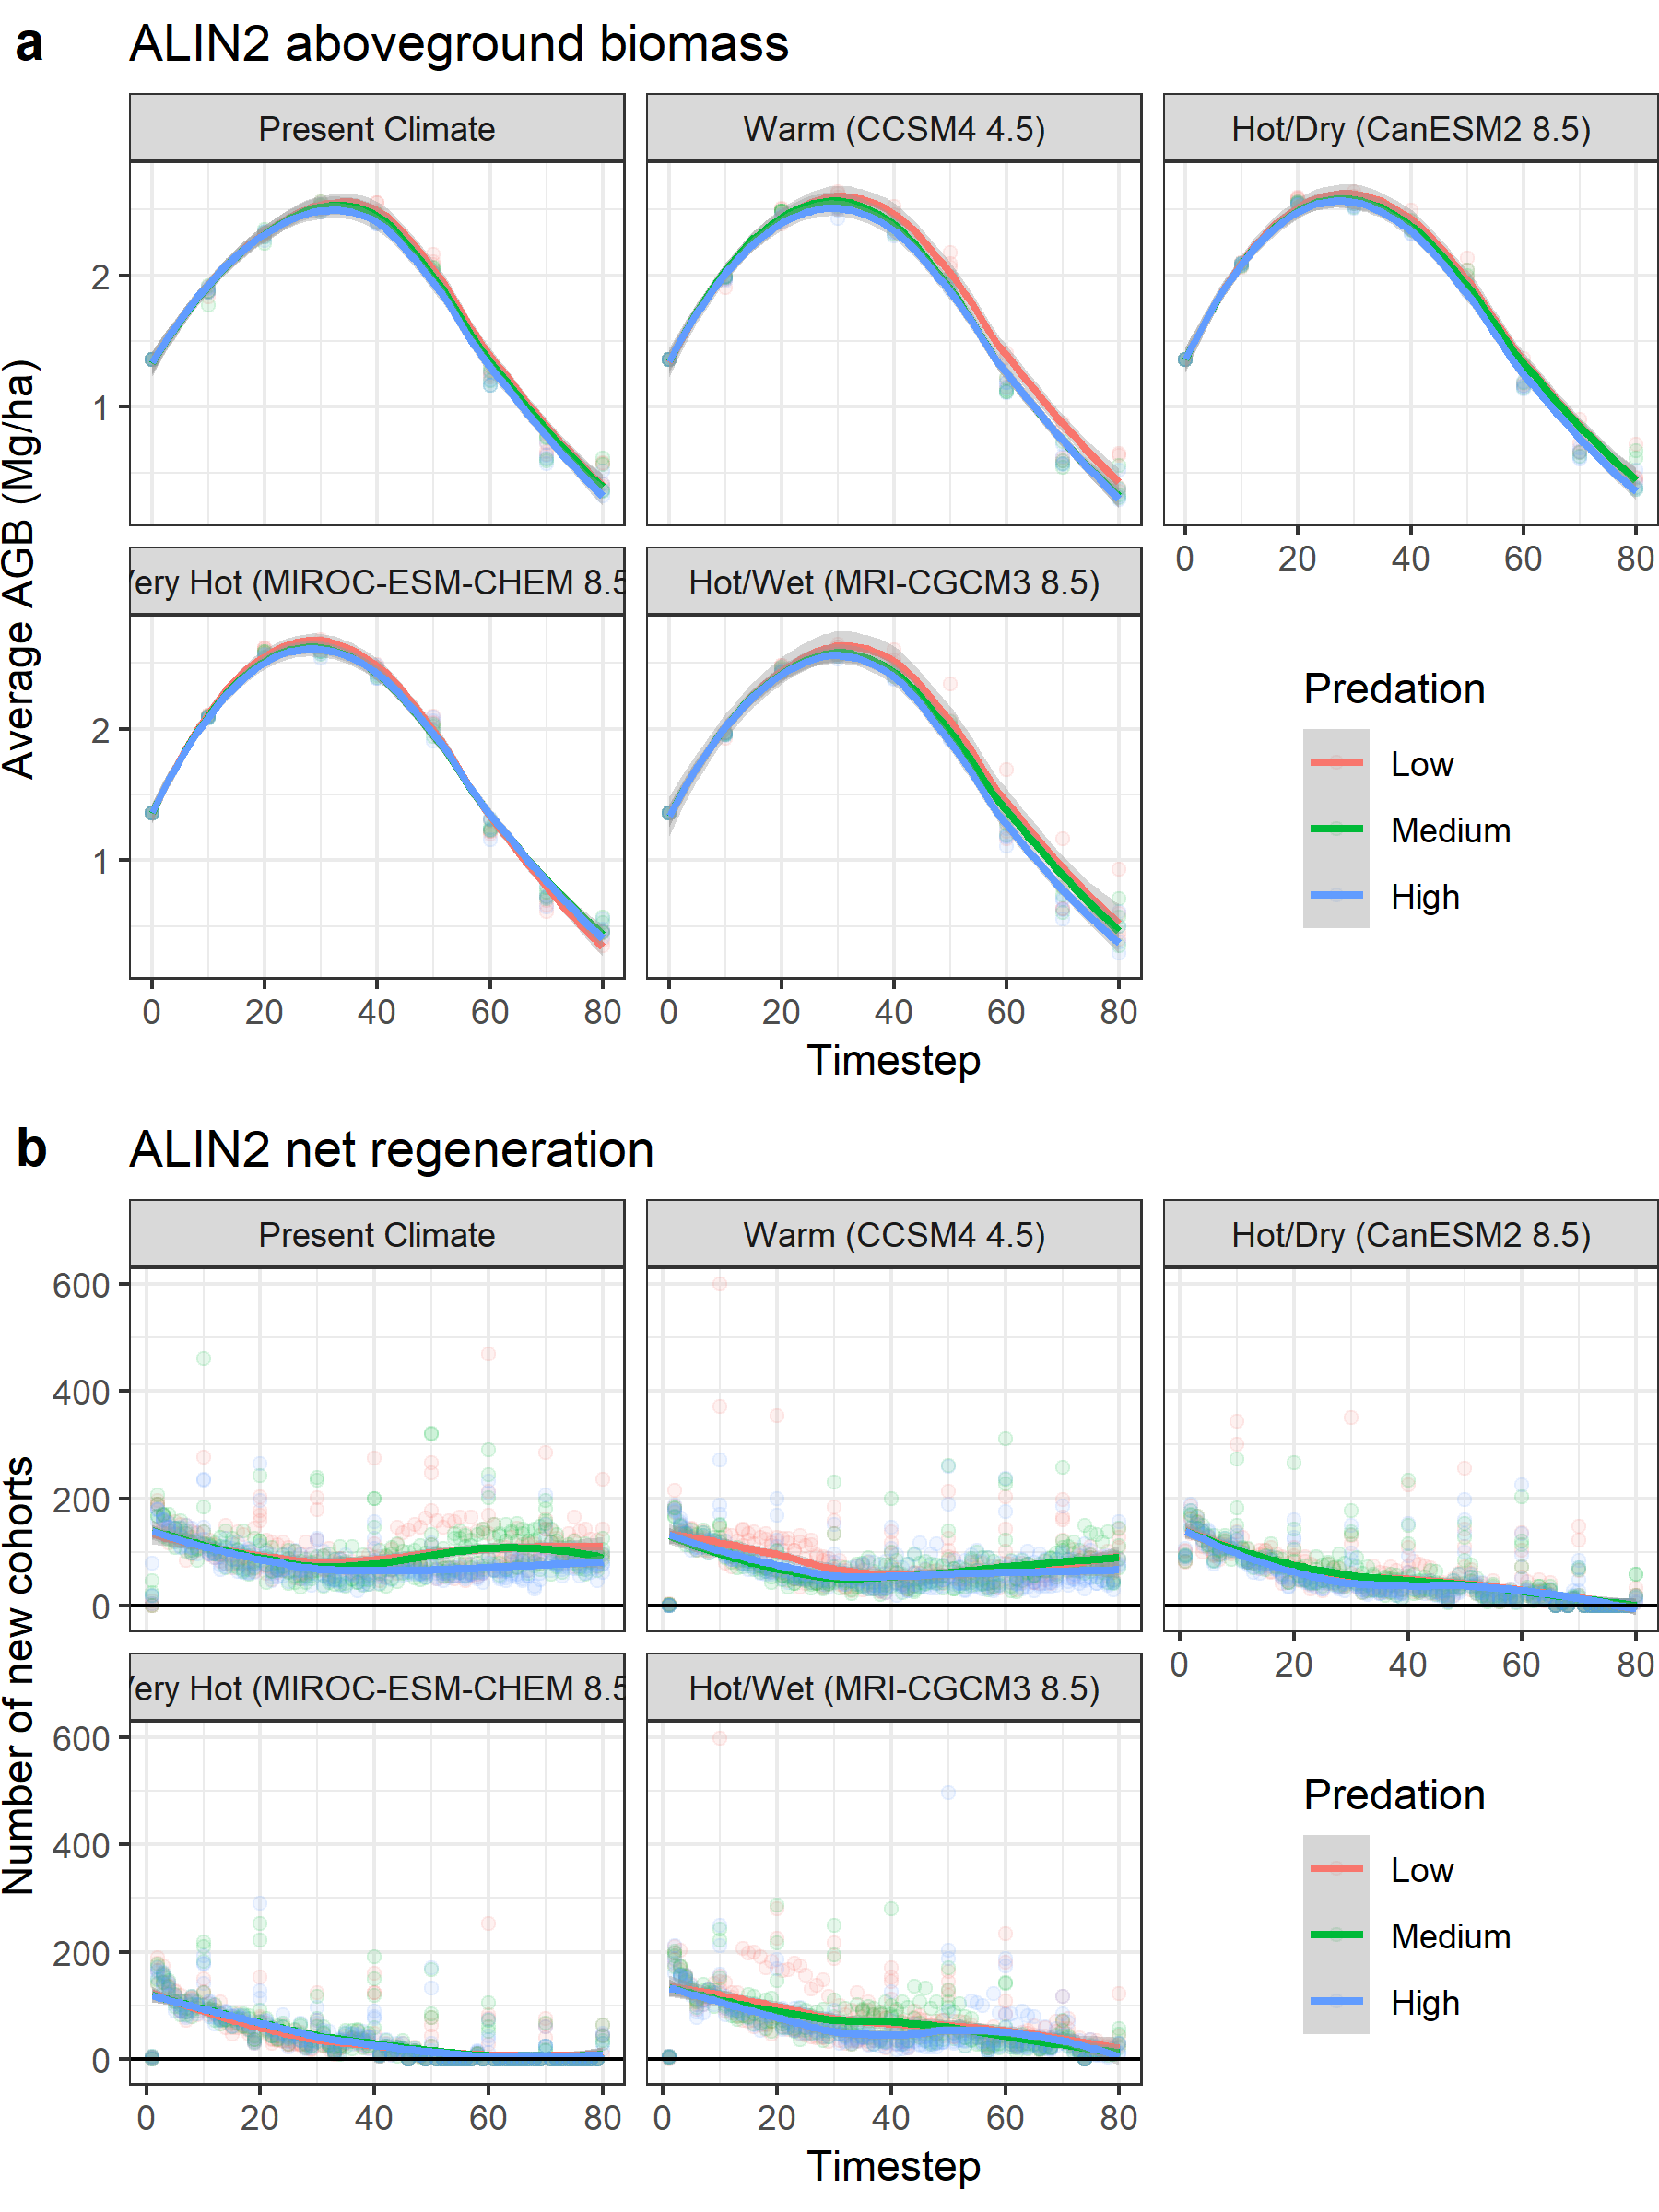 a
ALIN2 aboveground biomass
Present Climate
Warm (CCSM4 4.5)
Hot/Dry (CanESM2 8.5)
2
1
0 20 40 60 80
ery Hot (MIROC-ESM-CHEM 8.5
Hot/Wet (MRI-CGCM3 8.5)
2
1
0 20 40 60 80
0 20 40 60 80
Average AGB (Mg/ha)
Timestep
Predation
Low
Medium
High
b
ALIN2 net regeneration
Present Climate
Warm (CCSM4 4.5)
Hot/Dry (CanESM2 8.5)
600
400
200
0
0 20 40 60 80
ery Hot (MIROC-ESM-CHEM 8.5
Hot/Wet (MRI-CGCM3 8.5)
600
400
200
0
0 20 40 60 80
0 20 40 60 80
Number of new cohorts
Timestep
Predation
Low
Medium
High